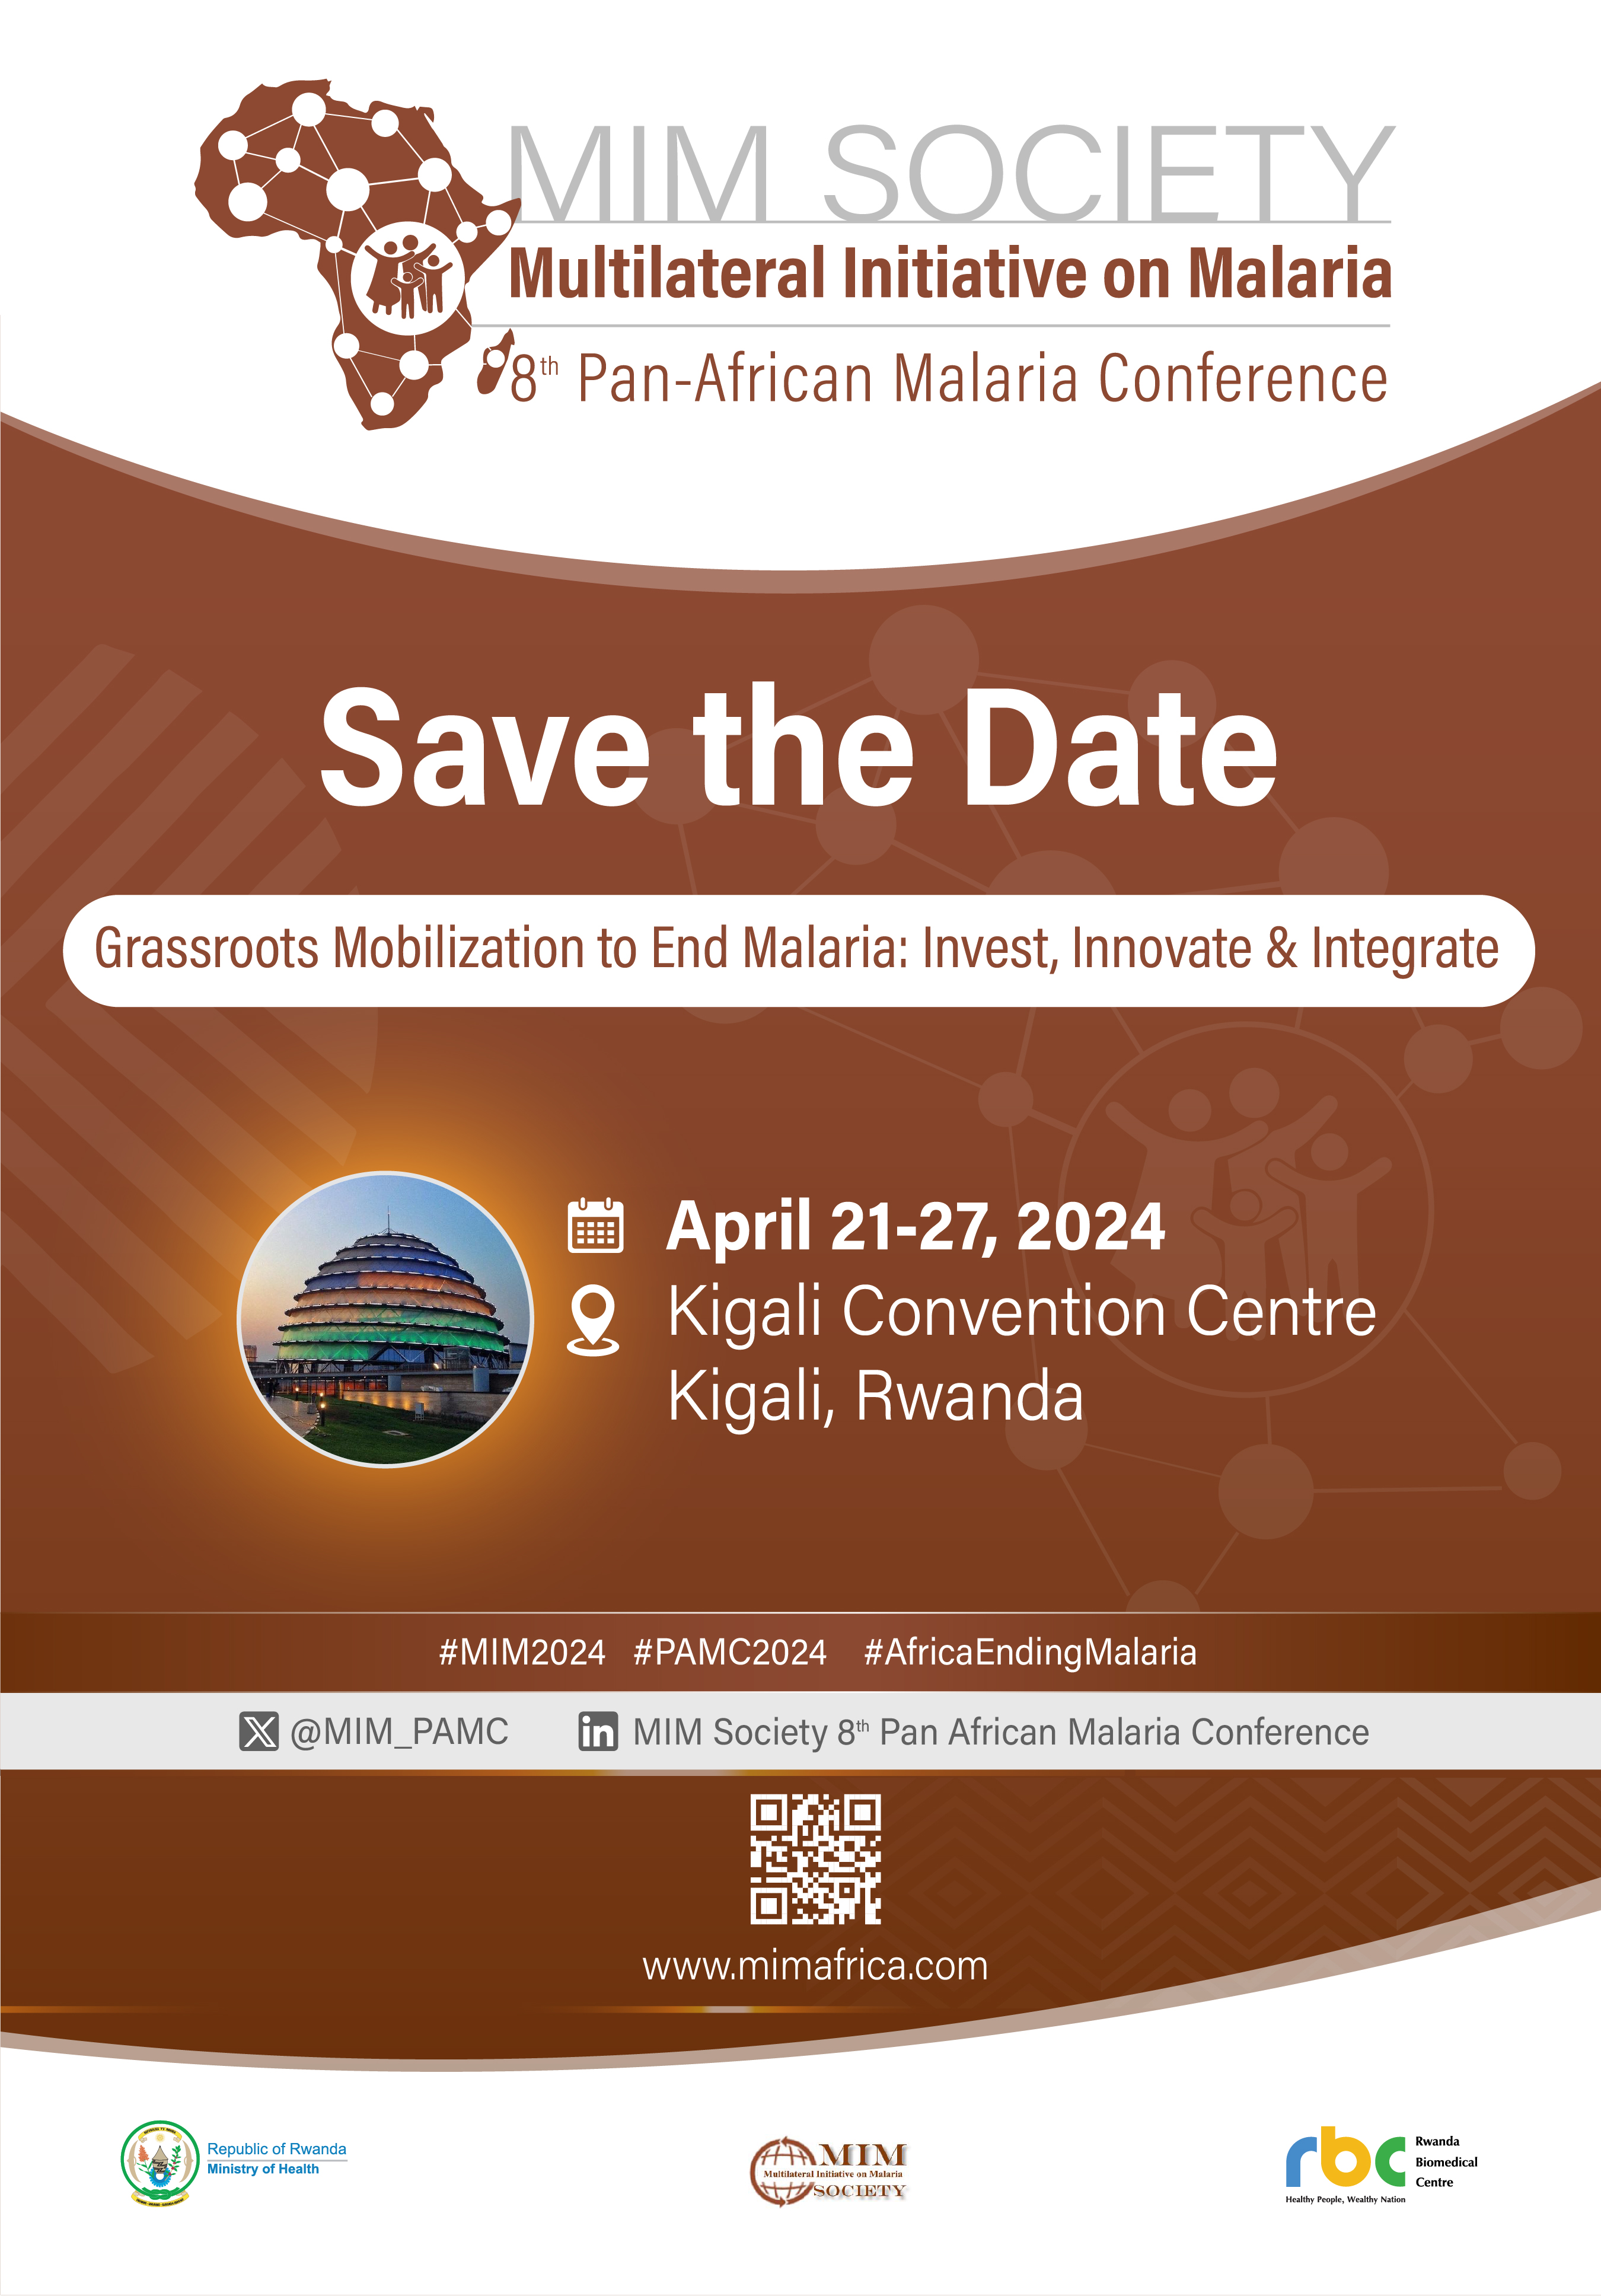 MIM SOCIETY
Multilateral Initiative on Malaria
8th Pan-African Malaria Conference
Save the Date
Grassroots Mobilization to End Malaria: Invest, Innovate & Integrate
April 21-27, 2024
Kigali Convention Centre
Kigali, Rwanda
#MIM2024 #PAMC2024 #AfricaEndingMalaria
@MIM_PAMC MIM Society 8th Pan African Malaria Conference
www.mimafrica.com
Republic of Rwanda
Ministry of Health
MIM
Multilateral Initiative on Malaria
SOCIETY
rbc
Rwanda
Biomedical
Centre
Healthy People, Wealthy Nation